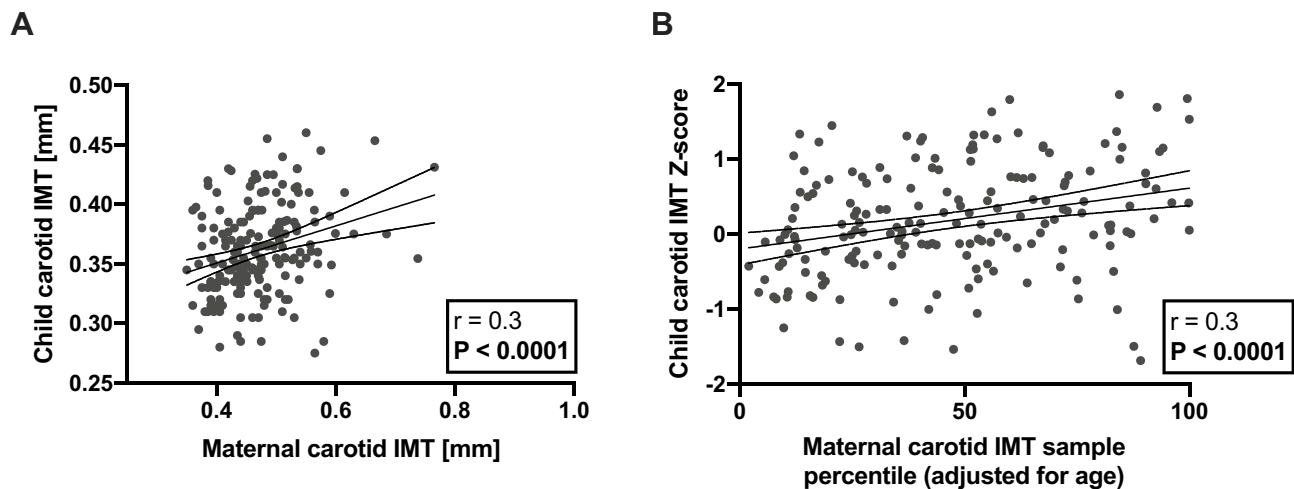 A
Child carotid IMT [mm]
0.50
0.45
0.40
0.35
0.30
0.25
0.4
0.6
0.8
1.0
Maternal carotid IMT [mm]
r = 0.3
P < 0.0001
B
Child carotid IMT Z-score
2
1
0
-1
-2
0
50
100
Maternal carotid IMT sample
percentile (adjusted for age)
r = 0.3
P < 0.0001